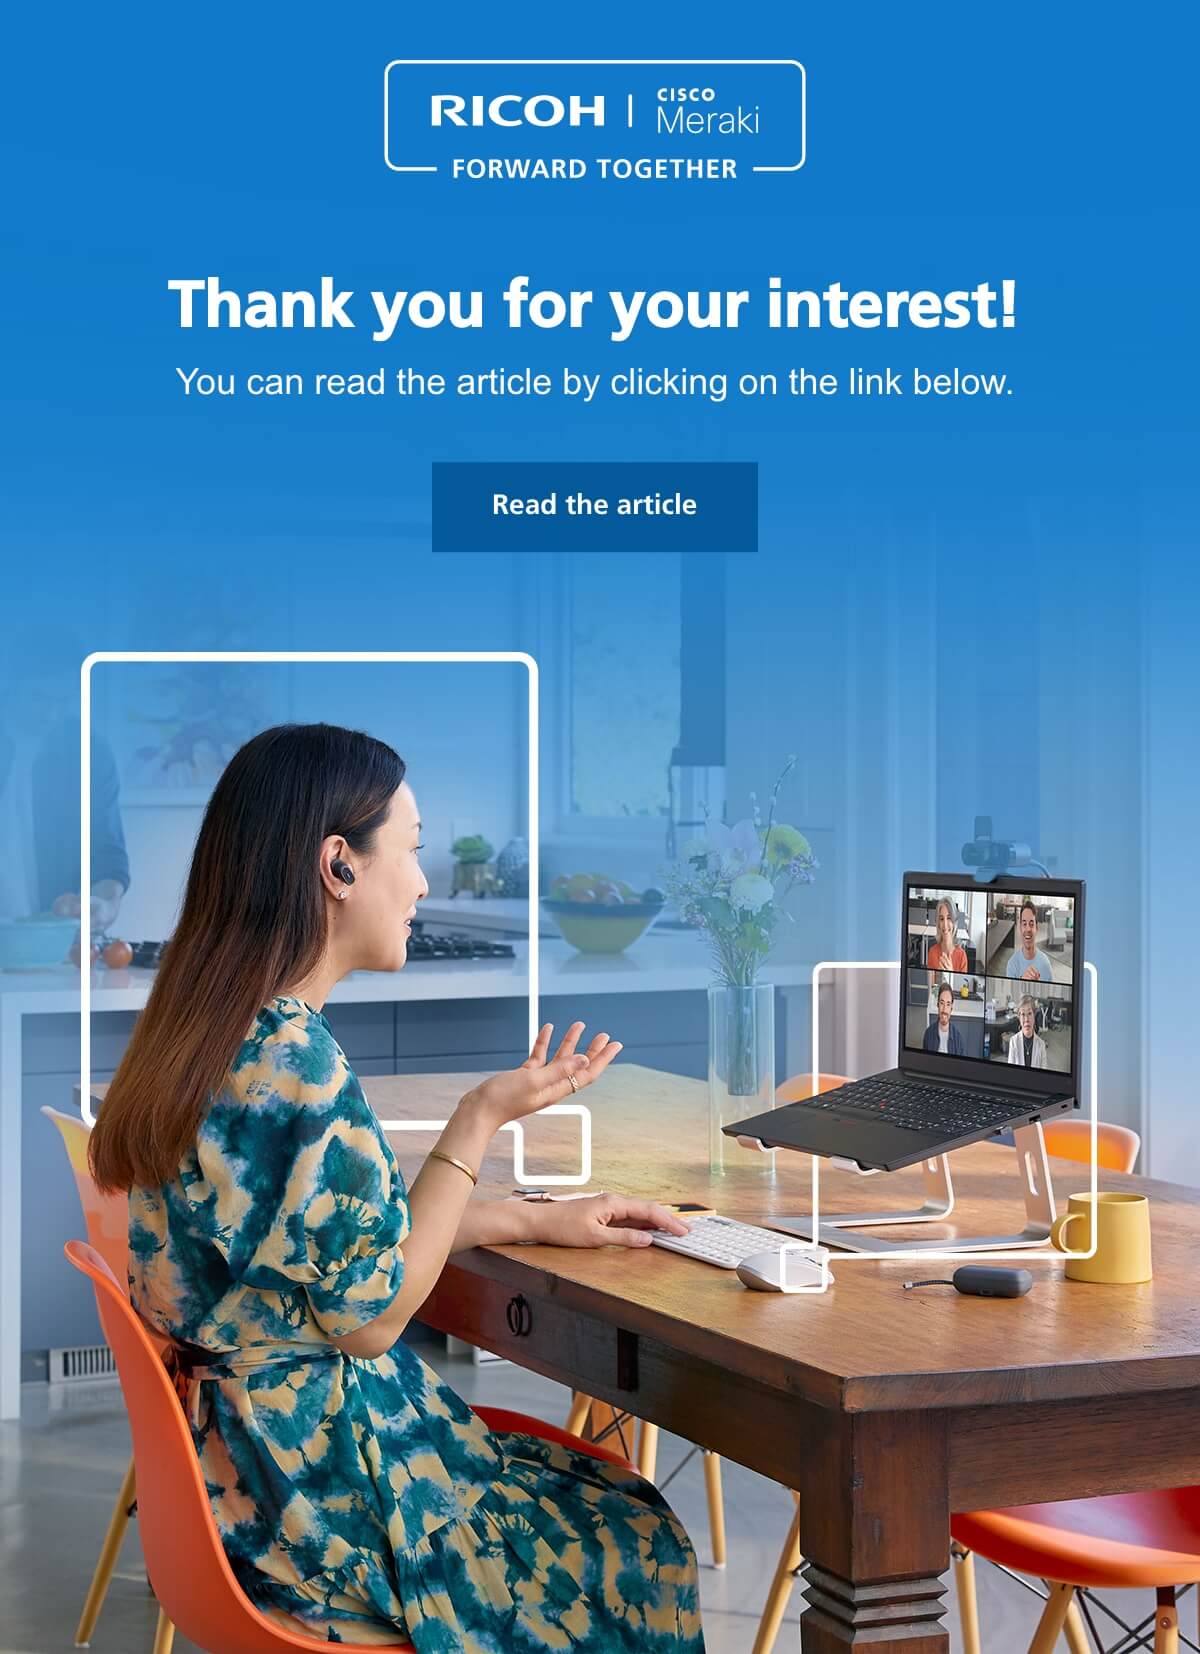 RICOH | CISCO Meraki
FORWARD TOGETHER
Thank you for your interest!
You can read the article by clicking on the link below.
Read the article